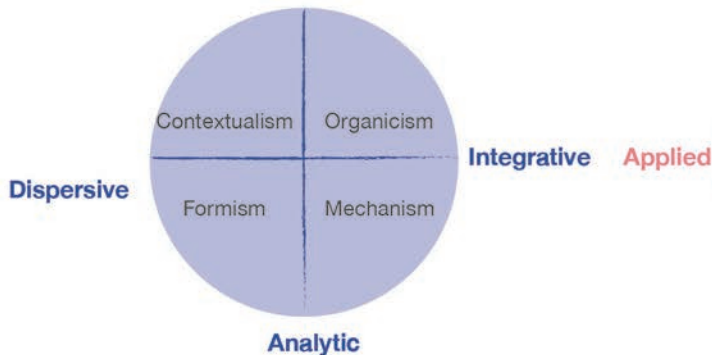 Contextualism Organicism
Integrative Applied
Dispersive
Formism Mechanism
Analytic